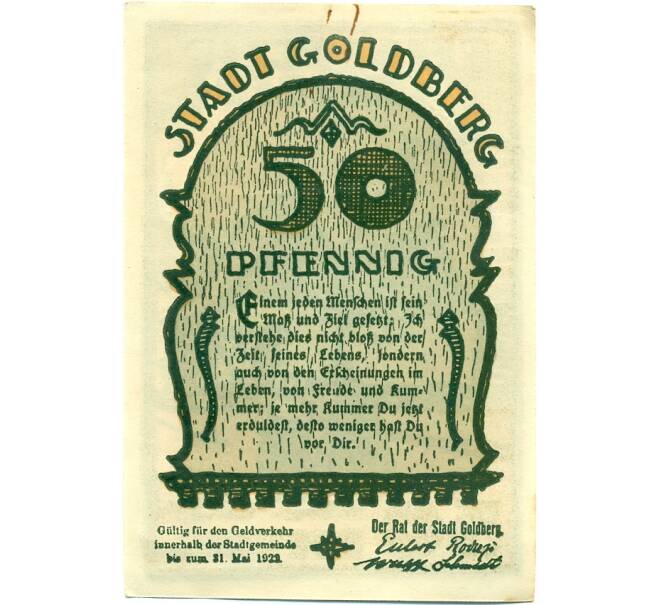 STADT GOLDBERG
50
PFENNIG
Einem jeden Menschen ist sein
Maß und Ziel gesetzt; Ich
verstehe dies nicht bloß von der
Zeit seines Lebens, sondern
auch von den Erscheinungen im
Leben, von Freude und Kum-
mer; je mehr Kummer Du jetzt
erduldest, desto weniger hast Du
vor Dir.
Gültig für den Geldverkehr
innerhalb der Stadtgemeinde
bis zum 31. Mai 1922
Der Rat der Stadt Goldberg.
Schmidt